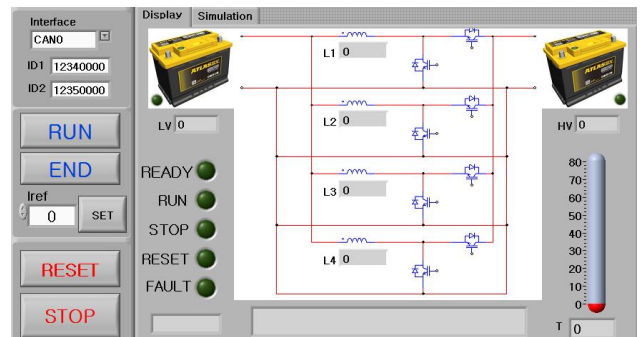 Interface
CAN0
ID1 12340000
ID2 12350000
RUN
END
Iref
0
SET
RESET
STOP
Display
Simulation
ATLASBX
LV 0
READY
RUN
STOP
RESET
FAULT
L1 0
L2 0
L3 0
L4 0
ATLASBX
HV 0
80
70
60
50
40
30
20
10
0
T 0